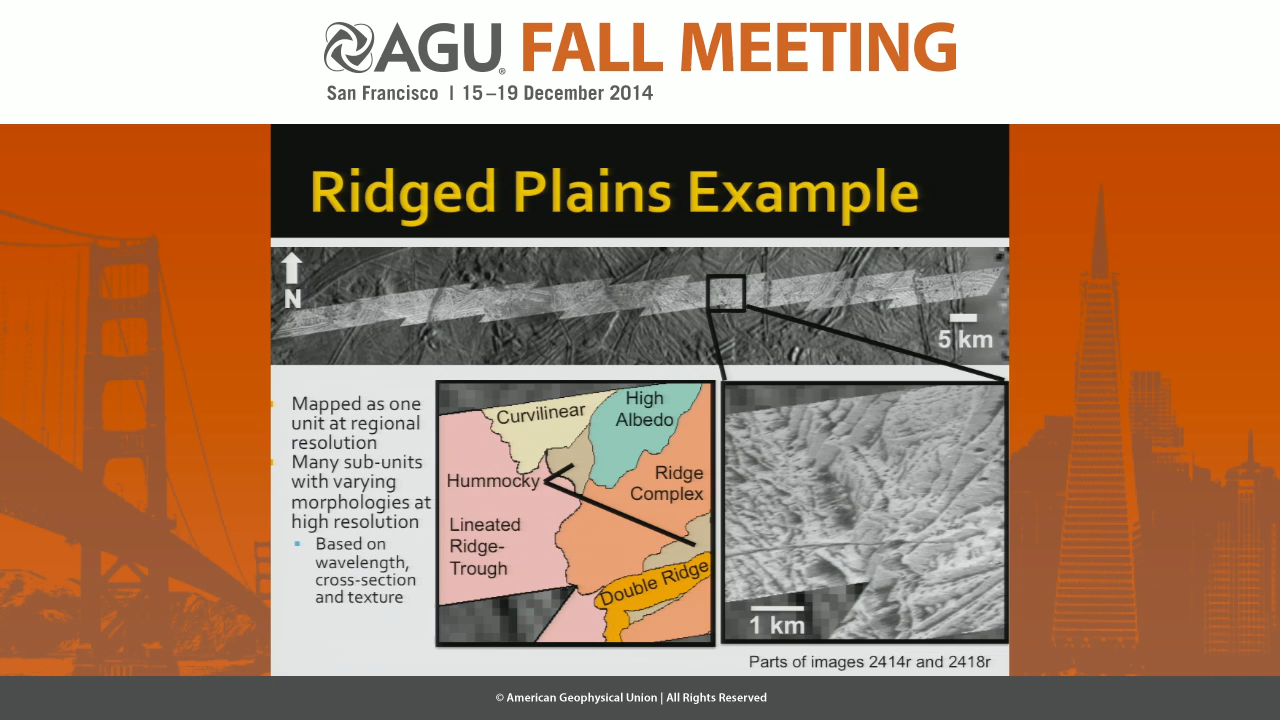 AGU® FALL MEETING
San Francisco | 15–19 December 2014
Ridged Plains Example
N
5 km
Mapped as one
unit at regional
resolution
Many sub-units
with varying
morphologies at
high resolution
Based on
wavelength,
cross-section
and texture
Curvilinear
High
Albedo
Hummocky
Ridge
Complex
Lineated
Ridge-
Trough
Double Ridge
1 km
Parts of images 2414r and 2418r
© American Geophysical Union | All Rights Reserved